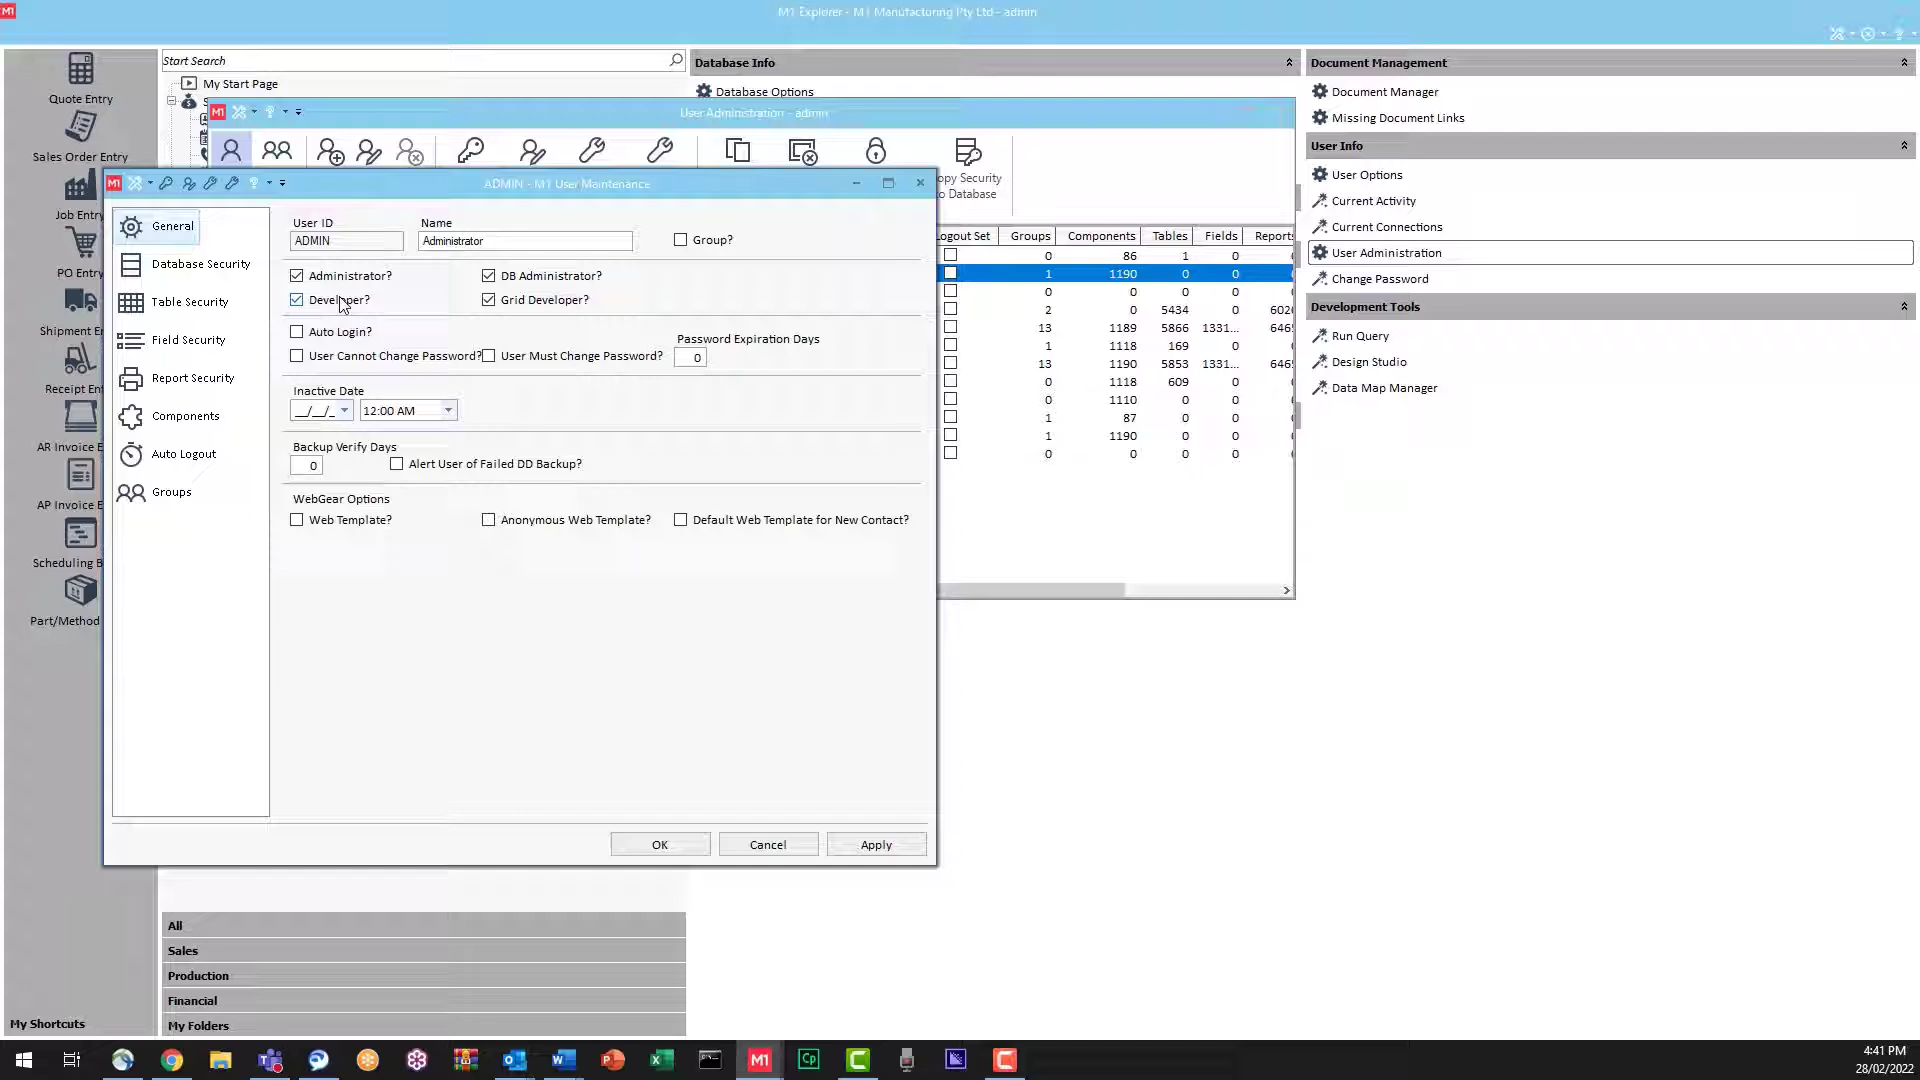 M1
M1 Explorer - M1 Manufacturing Pty Ltd - admin
Quote Entry
Sales Order Entry
Job Entry
PO Entry
Shipment E
Receipt En
AR Invoice E
AP Invoice E
Scheduling B
Part/Method
My Shortcuts
Start Search
My Start Page
Database Info
Database Options
M1
User Administration - admin
opy Security
o Database
Logout Set Groups Components Tables Fields Reports
0 86 1 0
1 1190 0 0
0 0 0 0
2 0 5434 0 602
13 1189 5866 1331... 646
1 1118 169 0
13 1190 5853 1331... 646
0 1118 609 0
0 1110 0 0
1 87 0 0
1 1190 0 0
0 0 0 0
M1
ADMIN - M1 User Maintenance
General
Database Security
Table Security
Field Security
Report Security
Components
Auto Logout
Groups
User ID
ADMIN
Name
Administrator
Group?
Administrator?
DB Administrator?
Developer?
Grid Developer?
Auto Login?
User Cannot Change Password?
User Must Change Password?
Password Expiration Days
0
Inactive Date
__/__/_
12:00 AM
Backup Verify Days
0
Alert User of Failed DD Backup?
WebGear Options
Web Template?
Anonymous Web Template?
Default Web Template for New Contact?
OK
Cancel
Apply
All
Sales
Production
Financial
My Folders
Document Management
Document Manager
Missing Document Links
User Info
User Options
Current Activity
Current Connections
User Administration
Change Password
Development Tools
Run Query
Design Studio
Data Map Manager
M1
Cp
4:41 PM
28/02/2022